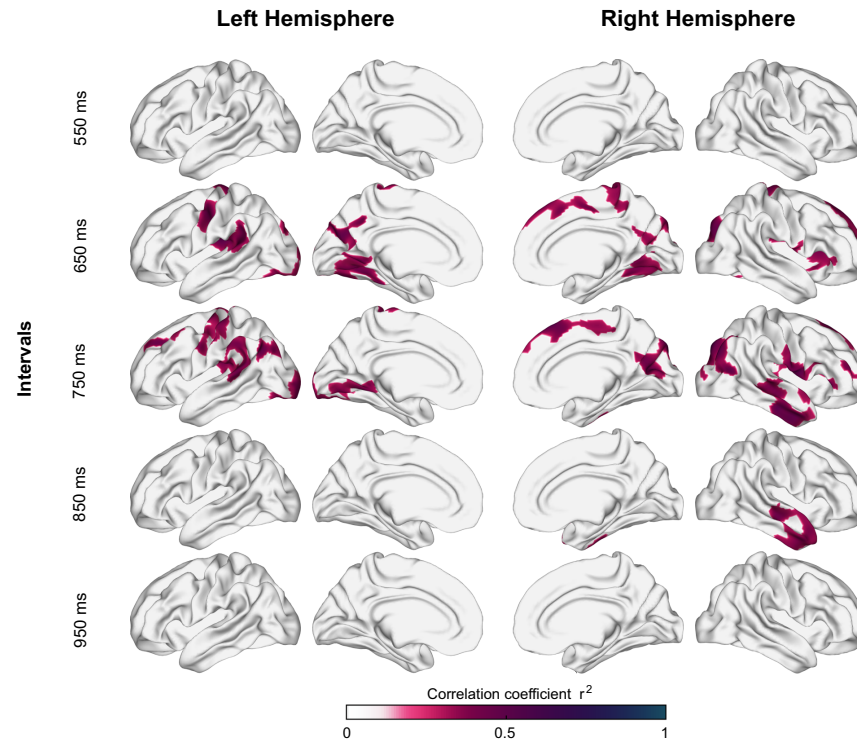 Left Hemisphere
Right Hemisphere
Intervals
550 ms
650 ms
750 ms
850 ms
950 ms
Correlation coefficient r²
0
0.5
1